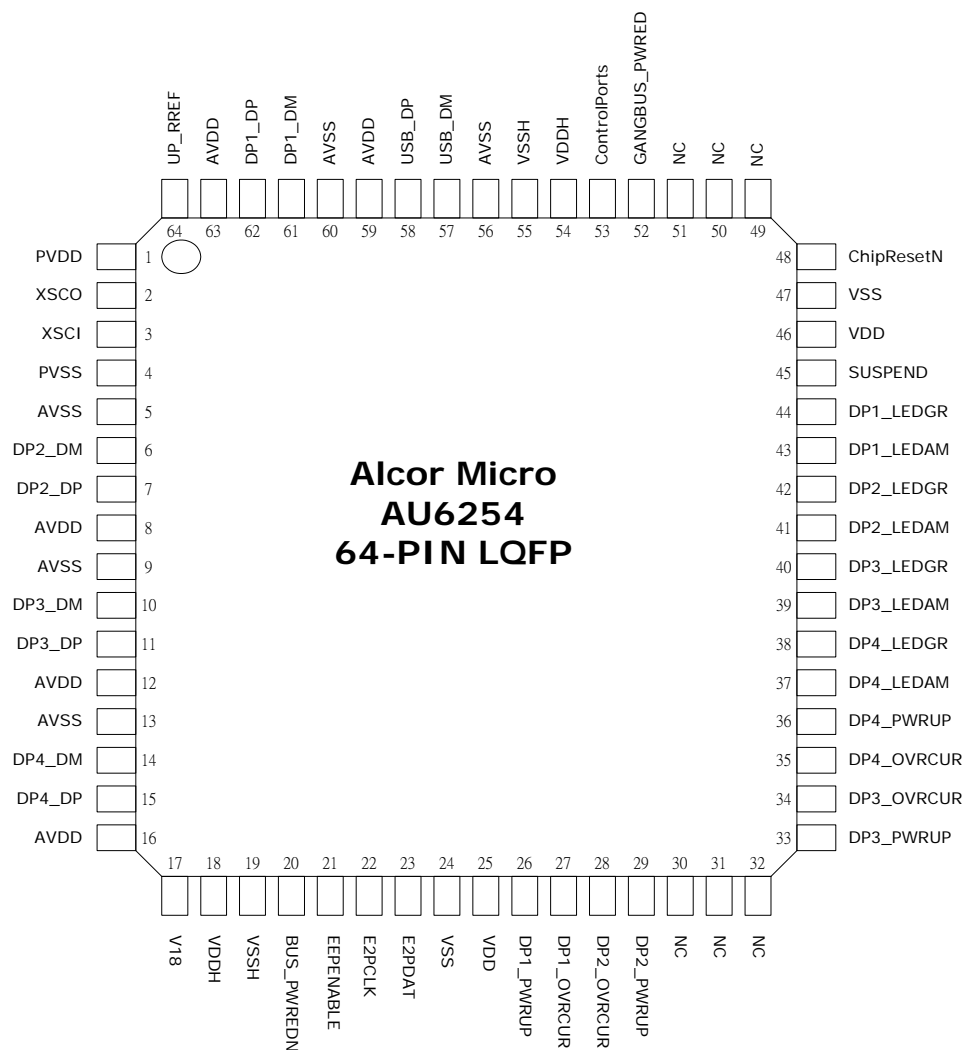 UP_RREF
AVDD
DP1_DP
DP1_DM
AVSS
AVDD
USB_DP
USB_DM
AVSS
VSSH
VDDH
ControlPorts
GANGBUS_PWRED
NC
NC
NC
64 63 62 61 60 59 58 57 56 55 54 53 52 51 50 49
PVDD 1
XSCO 2
XSCI 3
PVSS 4
AVSS 5
DP2_DM 6
DP2_DP 7
AVDD 8
AVSS 9
DP3_DM 10
DP3_DP 11
AVDD 12
AVSS 13
DP4_DM 14
DP4_DP 15
AVDD 16
Alcor Micro
AU6254
64-PIN LQFP
48 ChipResetN
47 VSS
46 VDD
45 SUSPEND
44 DP1_LEDGR
43 DP1_LEDAM
42 DP2_LEDGR
41 DP2_LEDAM
40 DP3_LEDGR
39 DP3_LEDAM
38 DP4_LEDGR
37 DP4_LEDAM
36 DP4_PWRUP
35 DP4_OVRCUR
34 DP3_OVRCUR
33 DP3_PWRUP
17 18 19 20 21 22 23 24 25 26 27 28 29 30 31 32
V18
VDDH
VSSH
BUS_PWREDN
EEPENABLE
E2PCLK
E2PDAT
VSS
VDD
DP1_PWRUP
DP1_OVRCUR
DP2_OVRCUR
DP2_PWRUP
NC
NC
NC